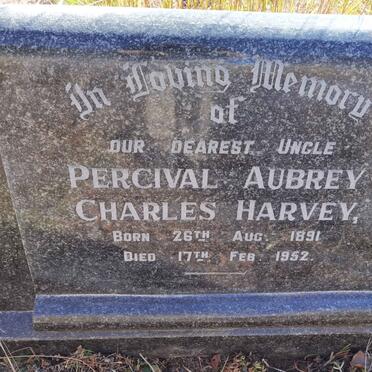 In Loving Memory
of
OUR DEAREST UNCLE
PERCIVAL AUBREY
CHARLES HARVEY,
BORN 26TH AUG. 1891
DIED 17TH FEB. 1952.